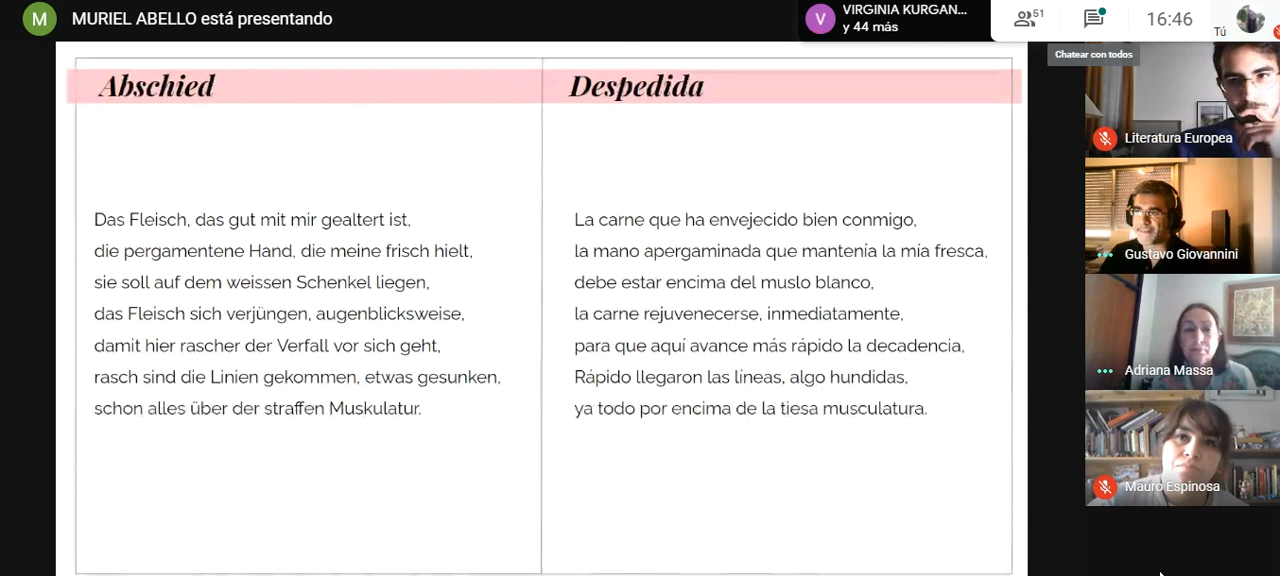 M
MURIEL ABELLO está presentando
V
VIRGINIA KURGAN...
y 44 más
51
16:46
Tú
Chatear con todos
Abschied
Das Fleisch, das gut mit mir gealtert ist,
die pergamentene Hand, die meine frisch hielt,
sie soll auf dem weissen Schenkel liegen,
das Fleisch sich verjüngen, augenblicksweise,
damit hier rascher der Verfall vor sich geht,
rasch sind die Linien gekommen, etwas gesunken,
schon alles über der straffen Muskulatur.
Despedida
La carne que ha envejecido bien conmigo,
la mano apergaminada que mantenía la mía fresca,
debe estar encima del muslo blanco,
la carne rejuvenecerse, inmediatamente,
para que aquí avance más rápido la decadencia,
Rápido llegaron las líneas, algo hundidas,
ya todo por encima de la tiesa musculatura.
Literatura Europea
Gustavo Giovannini
Adriana Massa
Mauro Espinosa